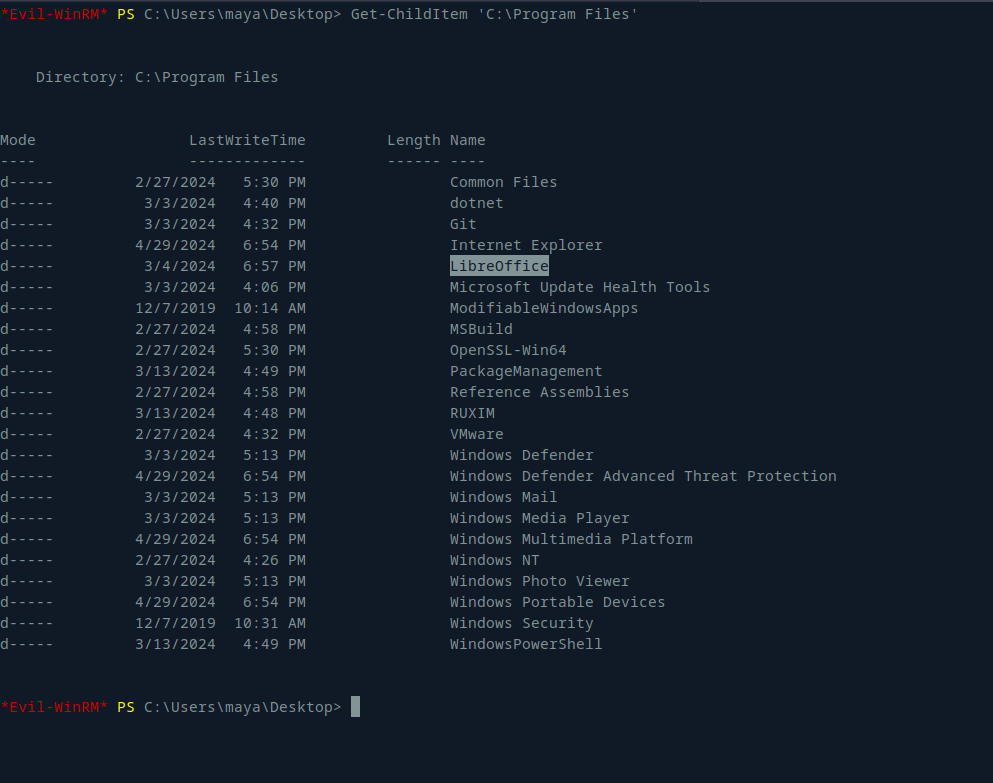 *Evil-WinRM* PS C:\Users\maya\Desktop> Get-ChildItem 'C:\Program Files'
Directory: C:\Program Files
Mode LastWriteTime Length Name
---- ------------- ------ ----
d----- 2/27/2024 5:30 PM Common Files
d----- 3/3/2024 4:40 PM dotnet
d----- 3/3/2024 4:32 PM Git
d----- 4/29/2024 6:54 PM Internet Explorer
d----- 3/4/2024 6:57 PM LibreOffice
d----- 3/3/2024 4:06 PM Microsoft Update Health Tools
d----- 12/7/2019 10:14 AM ModifiableWindowsApps
d----- 2/27/2024 4:58 PM MSBuild
d----- 2/27/2024 5:30 PM OpenSSL-Win64
d----- 3/13/2024 4:49 PM PackageManagement
d----- 2/27/2024 4:58 PM Reference Assemblies
d----- 3/13/2024 4:48 PM RUXIM
d----- 2/27/2024 4:32 PM VMware
d----- 3/3/2024 5:13 PM Windows Defender
d----- 4/29/2024 6:54 PM Windows Defender Advanced Threat Protection
d----- 3/3/2024 5:13 PM Windows Mail
d----- 3/3/2024 5:13 PM Windows Media Player
d----- 4/29/2024 6:54 PM Windows Multimedia Platform
d----- 2/27/2024 4:26 PM Windows NT
d----- 3/3/2024 5:13 PM Windows Photo Viewer
d----- 4/29/2024 6:54 PM Windows Portable Devices
d----- 12/7/2019 10:31 AM Windows Security
d----- 3/13/2024 4:49 PM WindowsPowerShell
*Evil-WinRM* PS C:\Users\maya\Desktop>